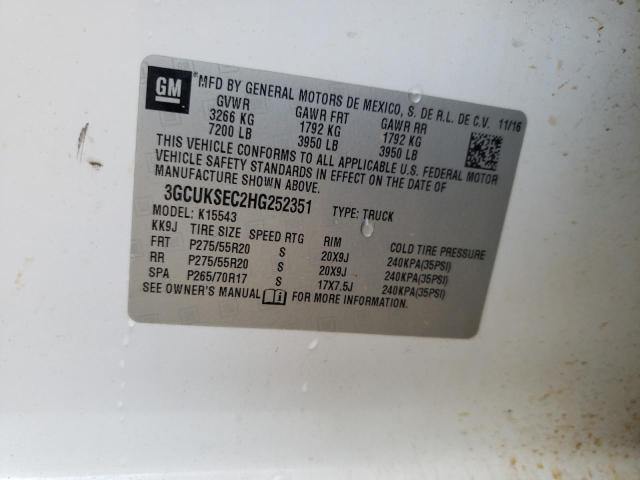 GM
MFD BY GENERAL MOTORS DE MEXICO, S. DE R.L. DE C.V. 11/16
GVWR GAWR FRT GAWR RR
3266 KG 1792 KG 1792 KG
7200 LB 3950 LB 3950 LB
THIS VEHICLE CONFORMS TO ALL APPLICABLE U.S. FEDERAL MOTOR
VEHICLE SAFETY STANDARDS IN EFFECT ON THE DATE OF
MANUFACTURE SHOWN ABOVE.
3GCUKSEC2HG252351 TYPE: TRUCK
MODEL: K15543
KK9J TIRE SIZE SPEED RTG RIM COLD TIRE PRESSURE
FRT P275/55R20 S 20X9J 240KPA(35PSI)
RR P275/55R20 S 20X9J 240KPA(35PSI)
SPA P265/70R17 S 17X7.5J 240KPA(35PSI)
SEE OWNER'S MANUAL FOR MORE INFORMATION.